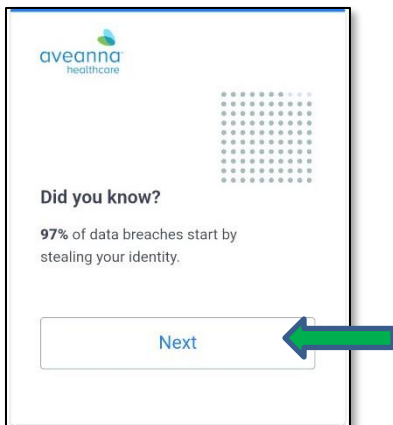 aveanna
healthcare
Did you know?
97% of data breaches start by
stealing your identity.
Next